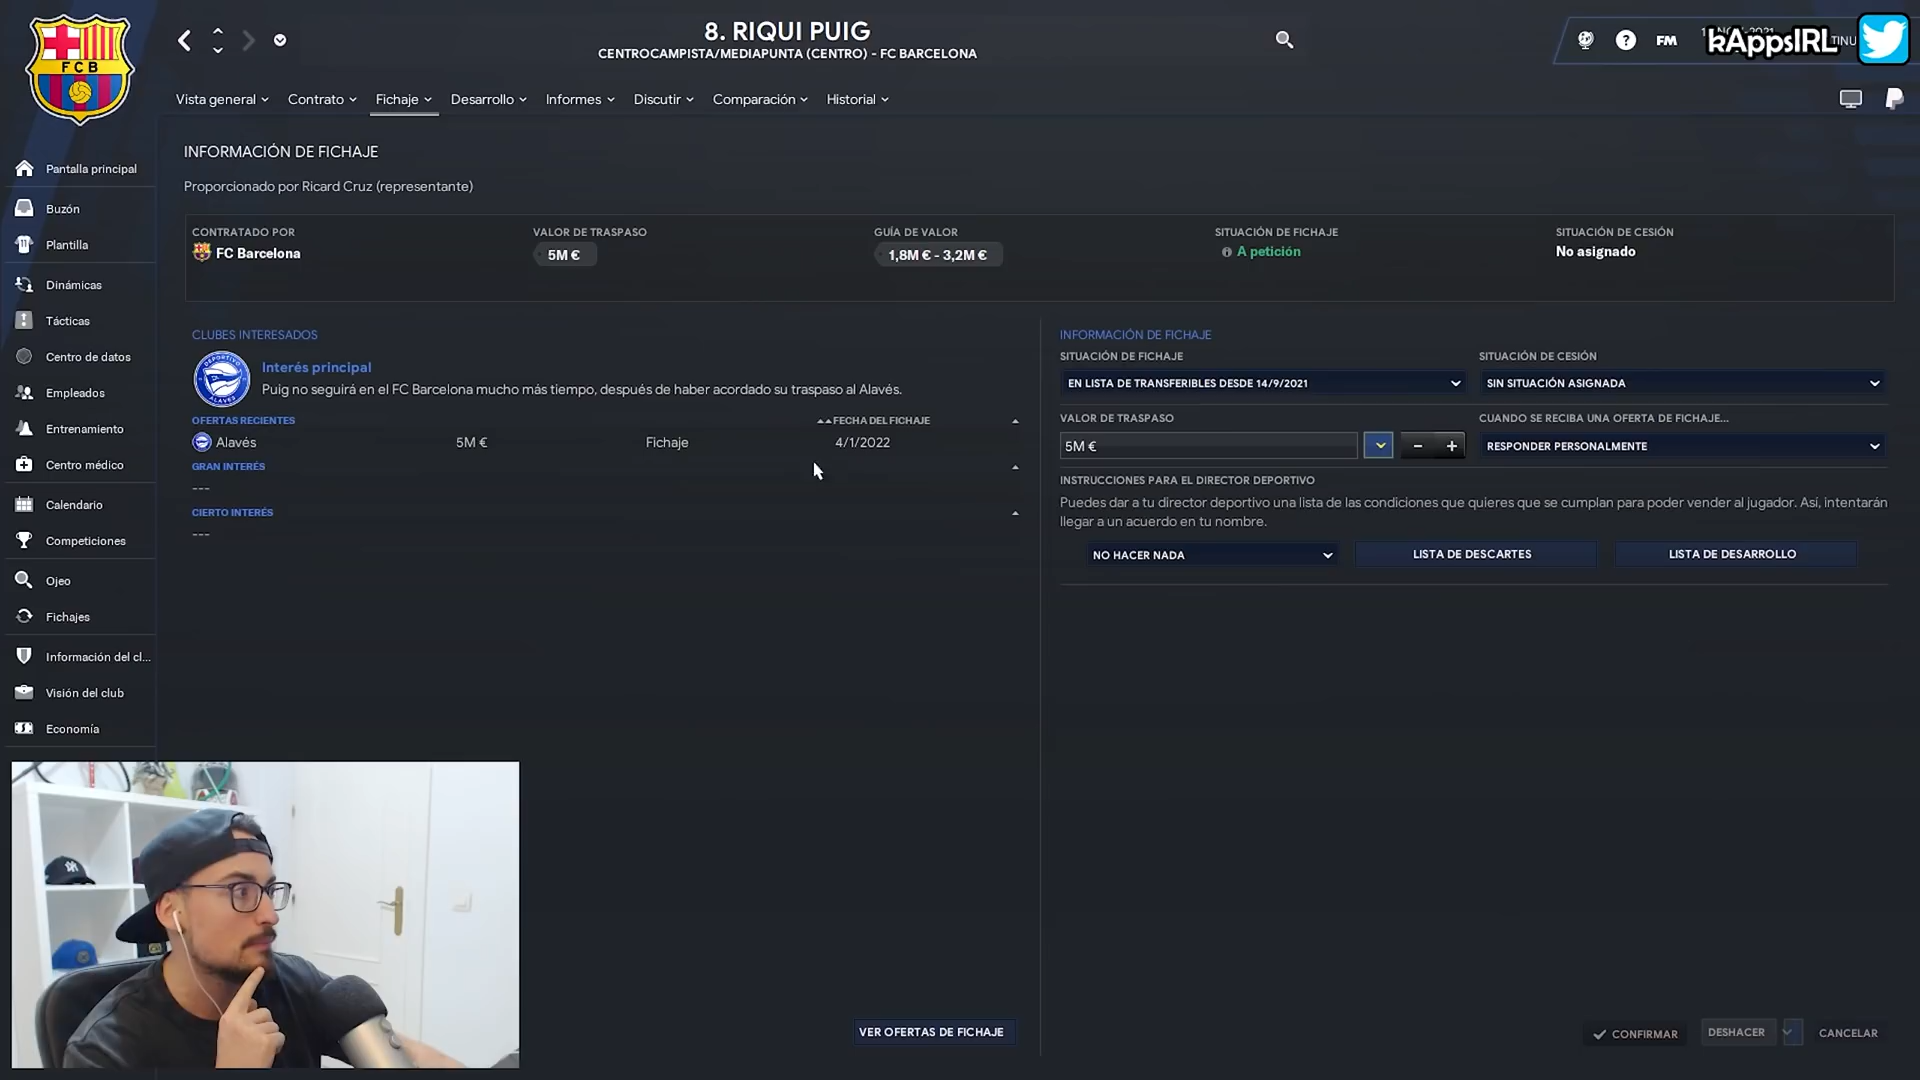 8. RIQUI PUIG
CENTROCAMPISTA/MEDIAPUNTA (CENTRO) - FC BARCELONA
FM
kAppsIRL
FCB
Vista general
Contrato
Fichaje
Desarrollo
Informes
Discutir
Comparación
Historial
INFORMACIÓN DE FICHAJE
Proporcionado por Ricard Cruz (representante)
CONTRATADO POR
FC Barcelona
VALOR DE TRASPASO
5M €
GUÍA DE VALOR
1,8M € - 3,2M €
SITUACIÓN DE FICHAJE
A petición
SITUACIÓN DE CESIÓN
No asignado
Pantalla principal
Buzón
Plantilla
Dinámicas
Tácticas
Centro de datos
Empleados
Entrenamiento
Centro médico
Calendario
Competiciones
Ojeo
Fichajes
Información del cl...
Visión del club
Economía
CLUBES INTERESADOS
Interés principal
Puig no seguirá en el FC Barcelona mucho más tiempo, después de haber acordado su traspaso al Alavés.
OFERTAS RECIENTES
FECHA DEL FICHAJE
Alavés 5M € Fichaje 4/1/2022
GRAN INTERÉS
---
CIERTO INTERÉS
---
VER OFERTAS DE FICHAJE
INFORMACIÓN DE FICHAJE
SITUACIÓN DE FICHAJE
EN LISTA DE TRANSFERIBLES DESDE 14/9/2021
SITUACIÓN DE CESIÓN
SIN SITUACIÓN ASIGNADA
VALOR DE TRASPASO
5M €
CUANDO SE RECIBA UNA OFERTA DE FICHAJE...
RESPONDER PERSONALMENTE
INSTRUCCIONES PARA EL DIRECTOR DEPORTIVO
Puedes dar a tu director deportivo una lista de las condiciones que quieres que se cumplan para poder vender al jugador. Así, intentarán
llegar a un acuerdo en tu nombre.
NO HACER NADA
LISTA DE DESCARTES
LISTA DE DESARROLLO
CONFIRMAR
DESHACER
CANCELAR